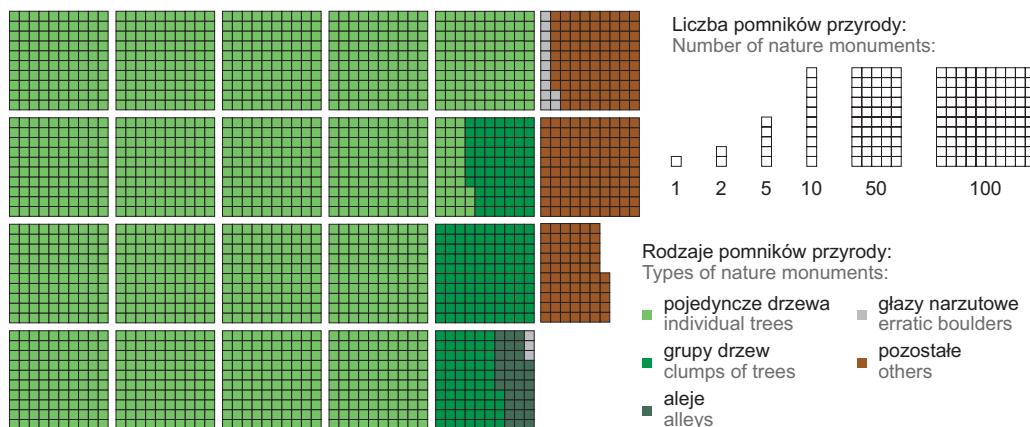 Liczba pomników przyrody:
Number of nature monuments:
1 2 5 10 50 100
Rodzaje pomników przyrody:
Types of nature monuments:
pojedyncze drzewa
individual trees
grupy drzew
clumps of trees
aleje
alleys
głazy narzutowe
erratic boulders
pozostałe
others